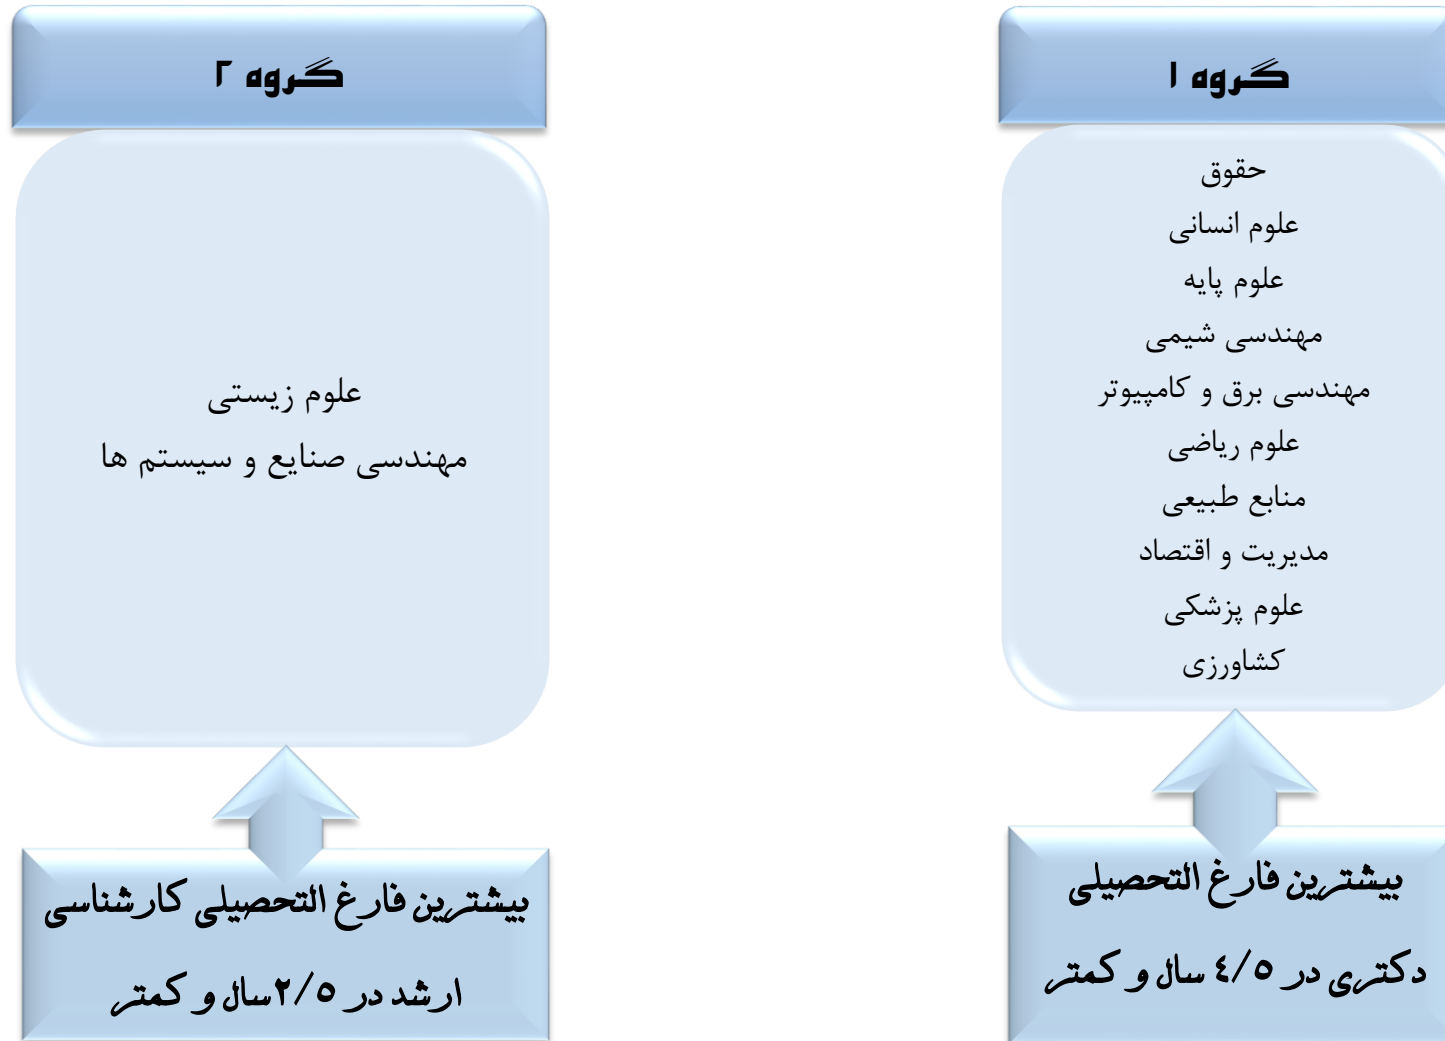 گروه ۱
حقوق
علوم انسانی
علوم پایه
مهندسی شیمی
مهندسی برق و کامپیوتر
علوم ریاضی
منابع طبیعی
مدیریت و اقتصاد
علوم پزشکی
کشاورزی
بیشترین فارغ التحصیلی
دکتری در ۴/۵ سال و کمتر
گروه ۲
علوم زیستی
مهندسی صنایع و سیستم ها
بیشترین فارغ التحصیلی کارشناسی
ارشد در ۲/۵سال و کمتر